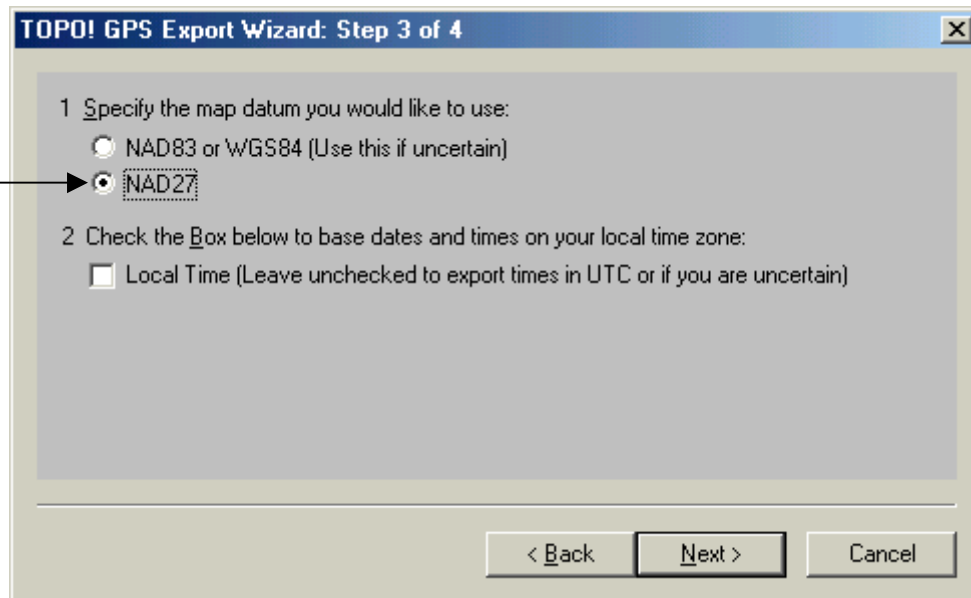 TOPO! GPS Export Wizard: Step 3 of 4
1 Specify the map datum you would like to use:
NAD83 or WGS84 (Use this if uncertain)
NAD27
2 Check the Box below to base dates and times on your local time zone:
Local Time (Leave unchecked to export times in UTC or if you are uncertain)
< Back
Next >
Cancel